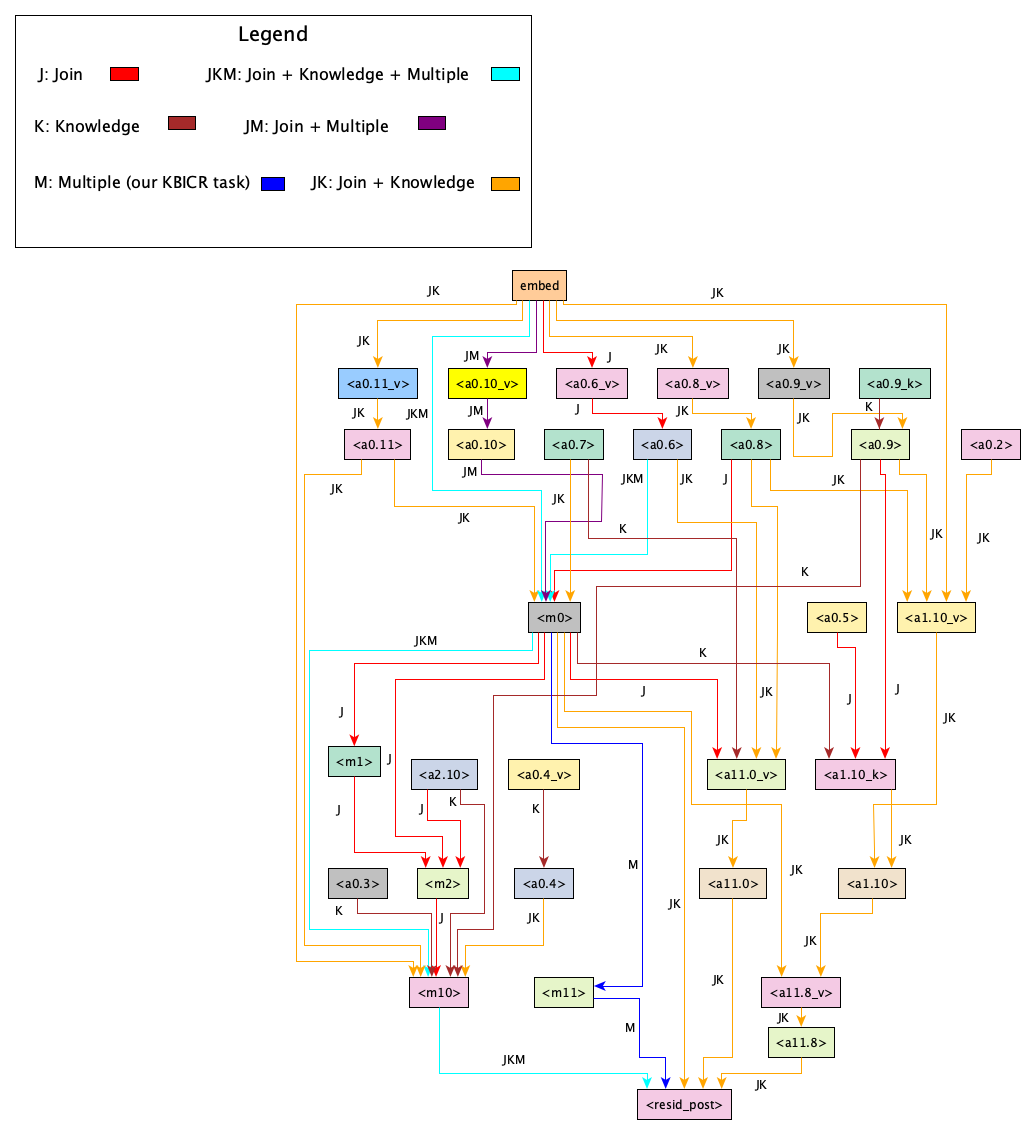 Legend
J: Join JKM: Join + Knowledge + Multiple
K: Knowledge JM: Join + Multiple
M: Multiple (our KBICR task) JK: Join + Knowledge
embed
JK JK
JK JM J JK JK
<a0.11_v> <a0.10_v> <a0.6_v> <a0.8_v> <a0.9_v> <a0.9_k>
JK JKM JM J JK JK K
<a0.11> <a0.10> <a0.7> <a0.6> <a0.8> <a0.9> <a0.2>
JK JM JK JKM JK J JK
JK K JK JK
K
<m0> <a0.5> <a1.10_v>
JKM K
J J JK J J JK
<m1> J <a2.10> <a0.4_v> <a11.0_v> <a1.10_k>
J J K K JK JK
<a0.3> <m2> <a0.4> M JK <a11.0> <a1.10>
K J JK JK JK
<m10> <m11> JK <a11.8_v>
M JK
<a11.8>
JKM JK
<resid_post>